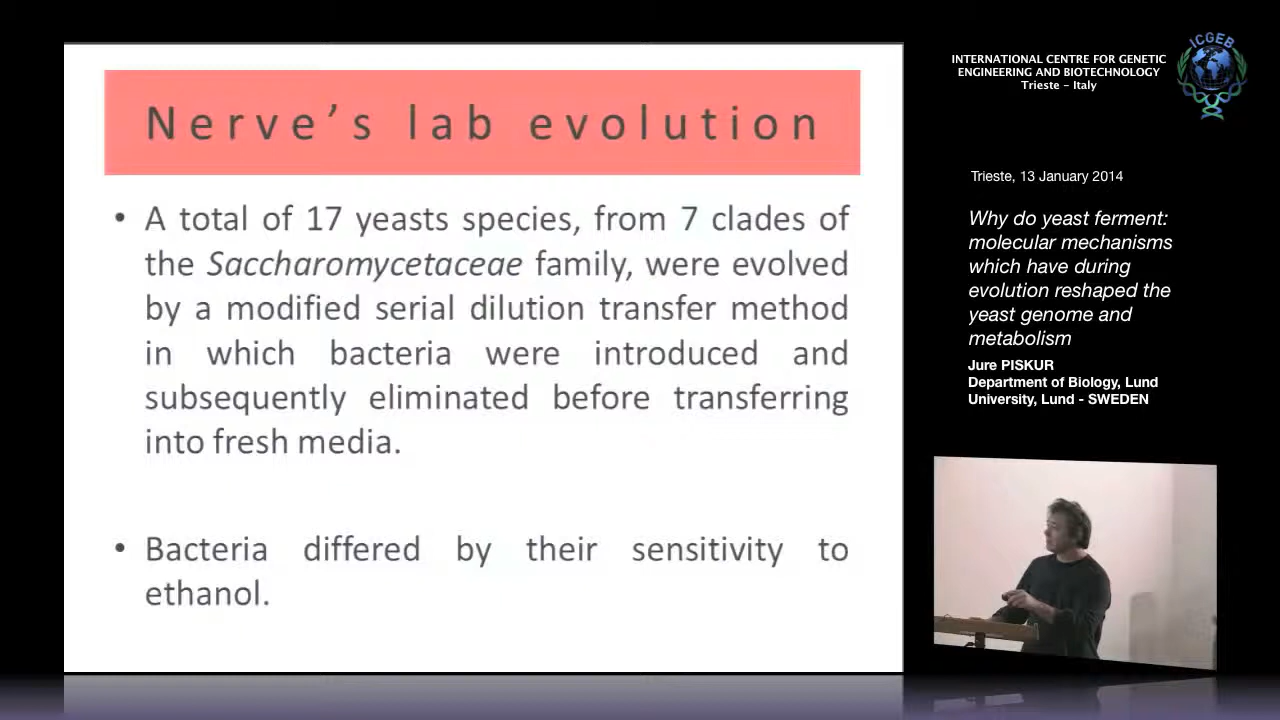 Nerve's lab evolution
• A total of 17 yeasts species, from 7 clades of
the Saccharomycetaceae family, were evolved
by a modified serial dilution transfer method
in which bacteria were introduced and
subsequently eliminated before transferring
into fresh media.
• Bacteria differed by their sensitivity to
ethanol.
INTERNATIONAL CENTRE FOR GENETIC
ENGINEERING AND BIOTECHNOLOGY
Trieste – Italy
ICGEB
Trieste, 13 January 2014
Why do yeast ferment:
molecular mechanisms
which have during
evolution reshaped the
yeast genome and
metabolism
Jure PISKUR
Department of Biology, Lund
University, Lund - SWEDEN